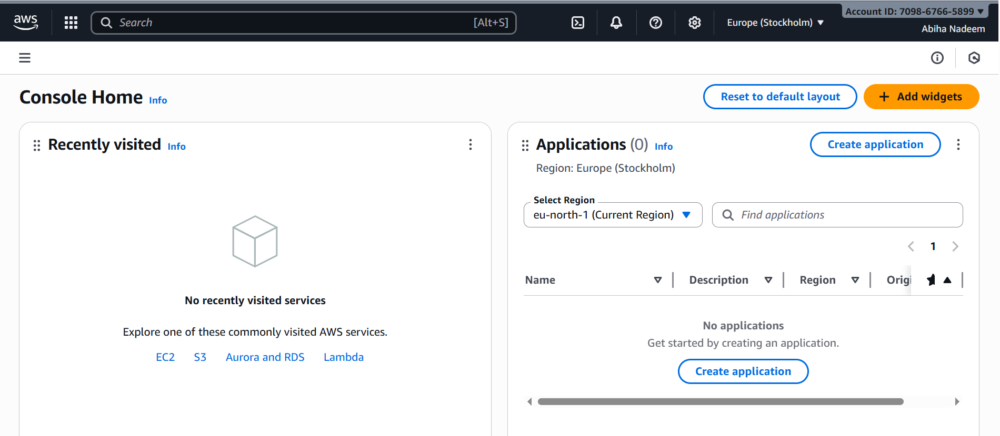 aws
Search [Alt+S]
Europe (Stockholm)
Account ID: 7098-6766-5899
Abiha Nadeem
Console Home Info
Reset to default layout
Add widgets
Recently visited Info
No recently visited services
Explore one of these commonly visited AWS services.
EC2 S3 Aurora and RDS Lambda
Applications (0) Info
Create application
Region: Europe (Stockholm)
Select Region
eu-north-1 (Current Region)
Find applications
1
Name Description Region Origi
No applications
Get started by creating an application.
Create application